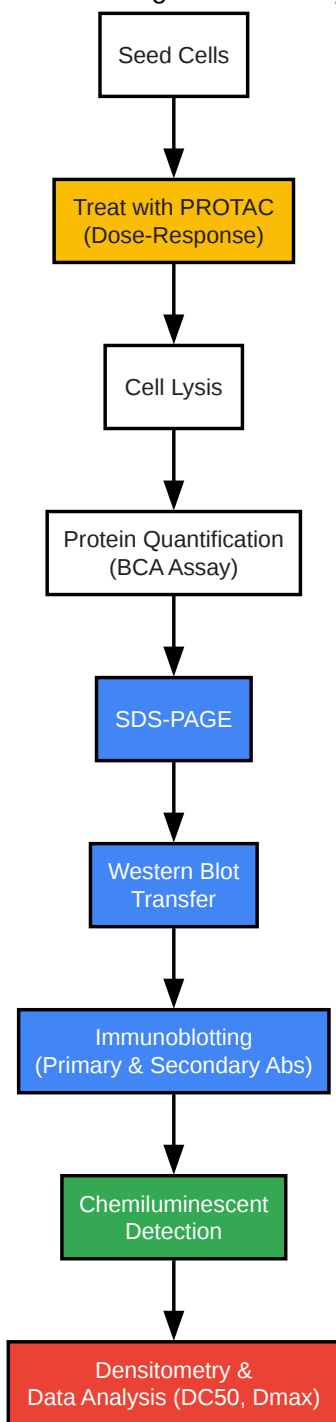 Seed Cells
Treat with PROTAC
(Dose-Response)
Cell Lysis
Protein Quantification
(BCA Assay)
SDS-PAGE
Western Blot
Transfer
Immunoblotting
(Primary & Secondary Abs)
Chemiluminescent
Detection
Densitometry &
Data Analysis (DC50, Dmax)